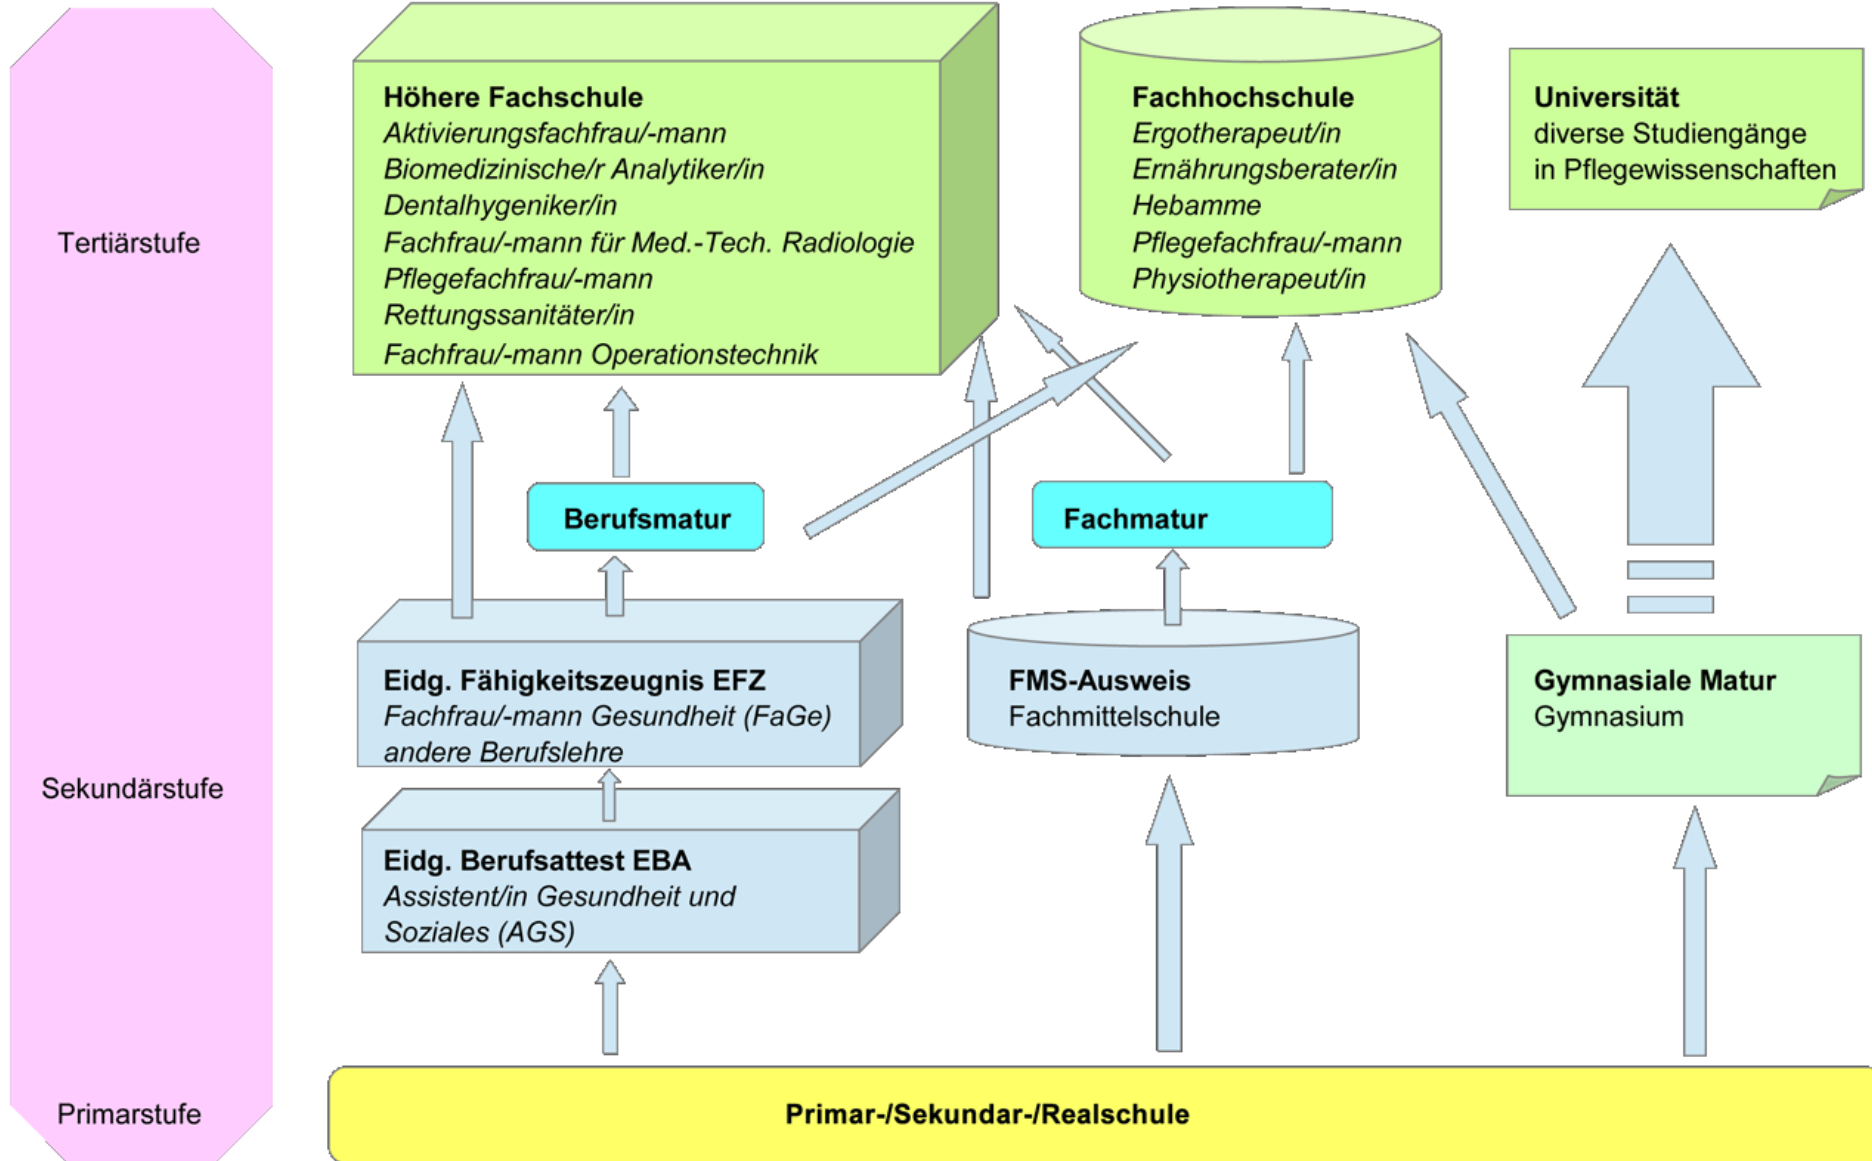 Tertiärstufe
Sekundärstufe
Primarstufe
Höhere Fachschule
Aktivierungsfachfrau/-mann
Biomedizinische/r Analytiker/in
Dentalhygeniker/in
Fachfrau/-mann für Med.-Tech. Radiologie
Pflegefachfrau/-mann
Rettungssanitäter/in
Fachfrau/-mann Operationstechnik
Fachhochschule
Ergotherapeut/in
Ernährungsberater/in
Hebamme
Pflegefachfrau/-mann
Physiotherapeut/in
Universität
diverse Studiengänge
in Pflegewissenschaften
Berufsmatur
Fachmatur
Eidg. Fähigkeitszeugnis EFZ
Fachfrau/-mann Gesundheit (FaGe)
andere Berufslehre
FMS-Ausweis
Fachmittelschule
Gymnasiale Matur
Gymnasium
Eidg. Berufsattest EBA
Assistent/in Gesundheit und
Soziales (AGS)
Primar-/Sekundar-/Realschule